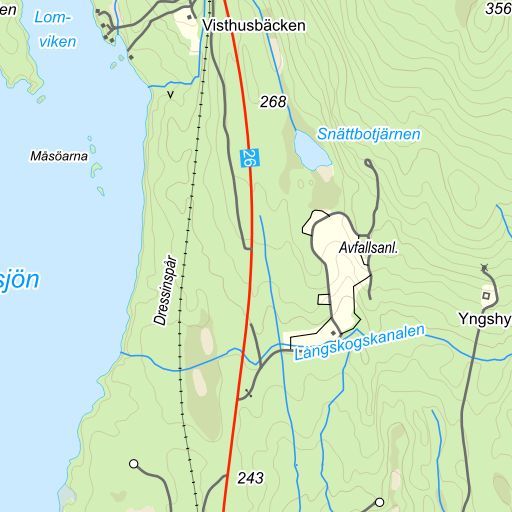 Lom-
viken
Visthusbäcken
356
268
Snättbotjärnen
Måsöarna
26
Avfallsanl.
sjön
Dressinspår
Yngshy
Långskogskanalen
243